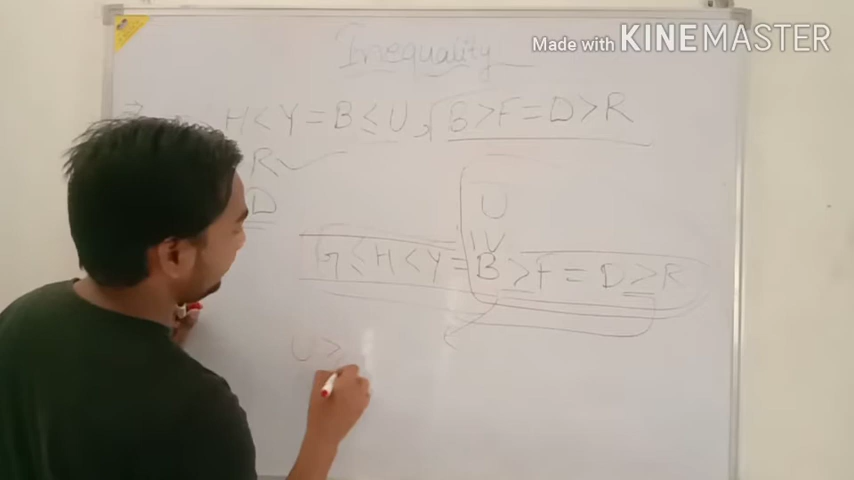 Inequality
Made with KINEMASTER
H < Y = B ≤ U, B > F = D > R
R
D
U
H < Y = B > F = D > R
U >